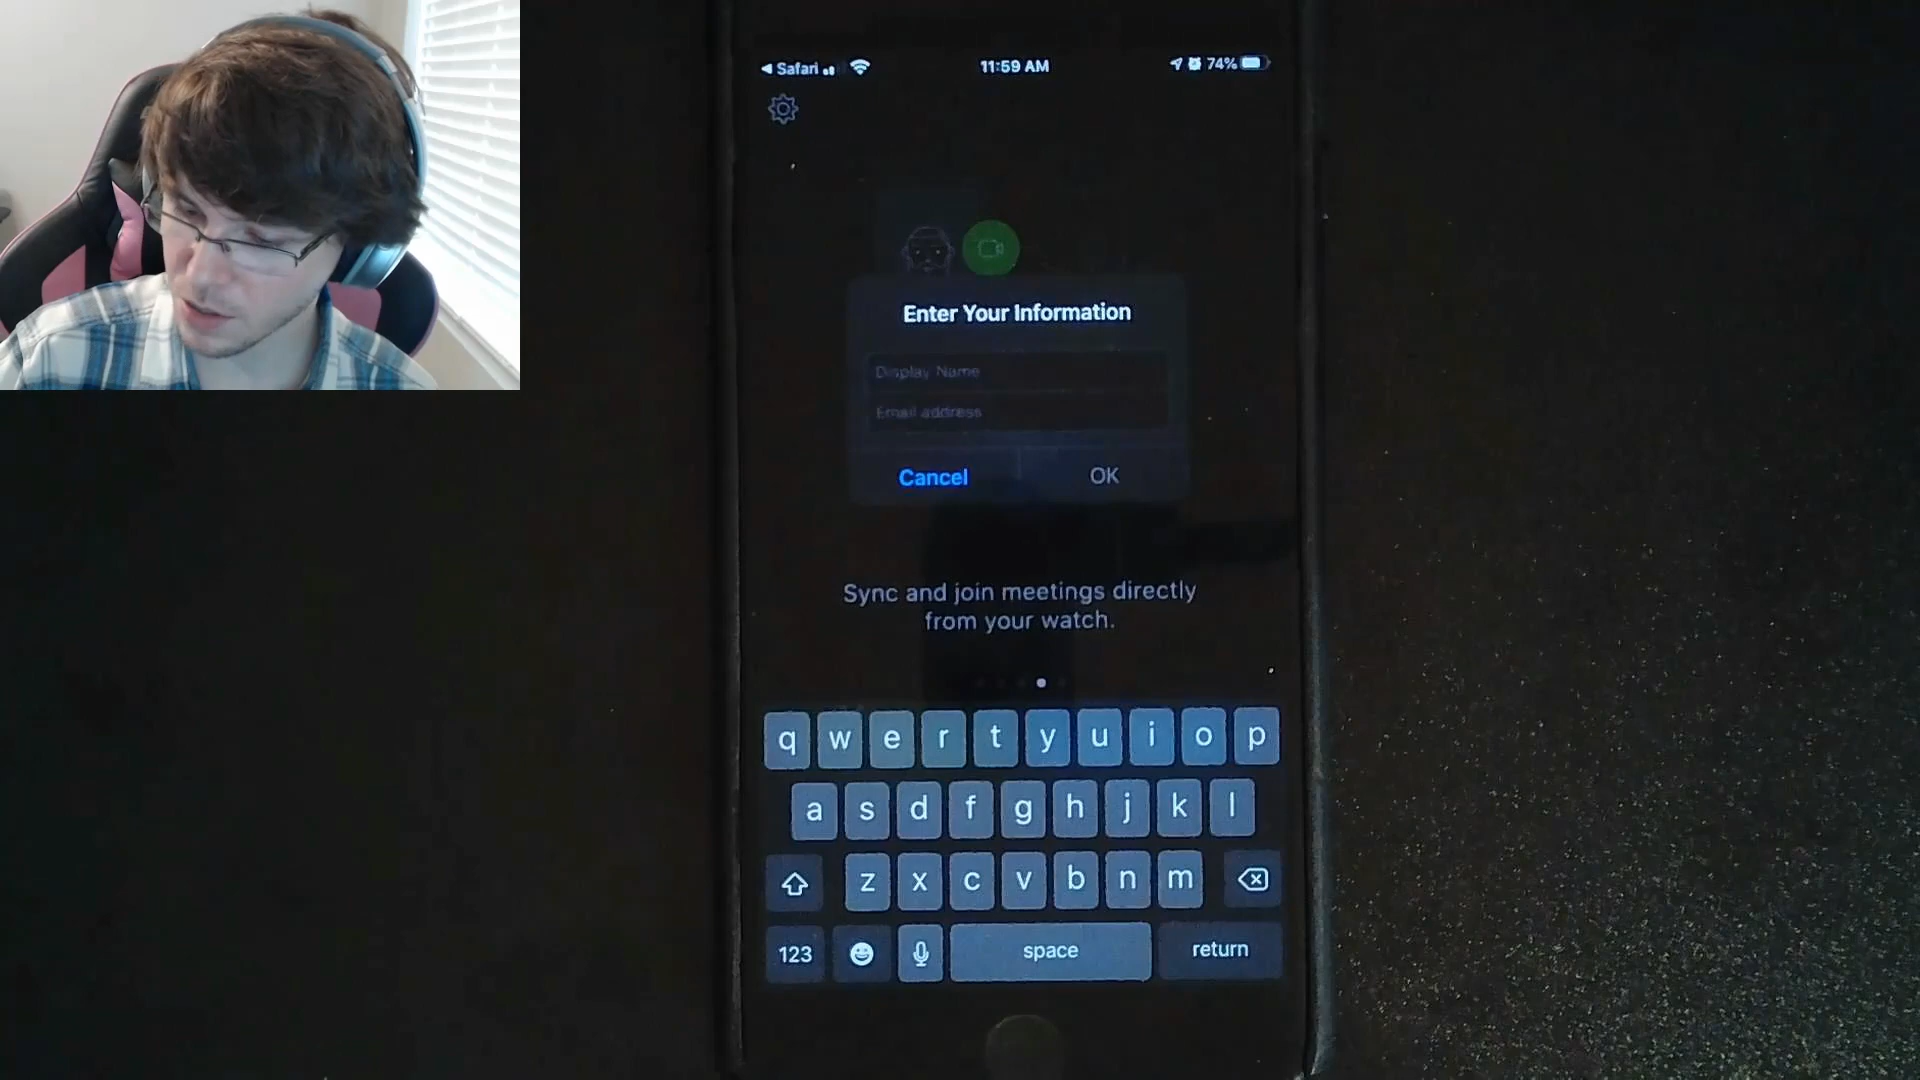 ◀ Safari
11:59 AM
74%
Enter Your Information
Display Name
Email address
Cancel
OK
Sync and join meetings directly
from your watch.
q w e r t y u i o p
a s d f g h j k l
z x c v b n m
123
space
return